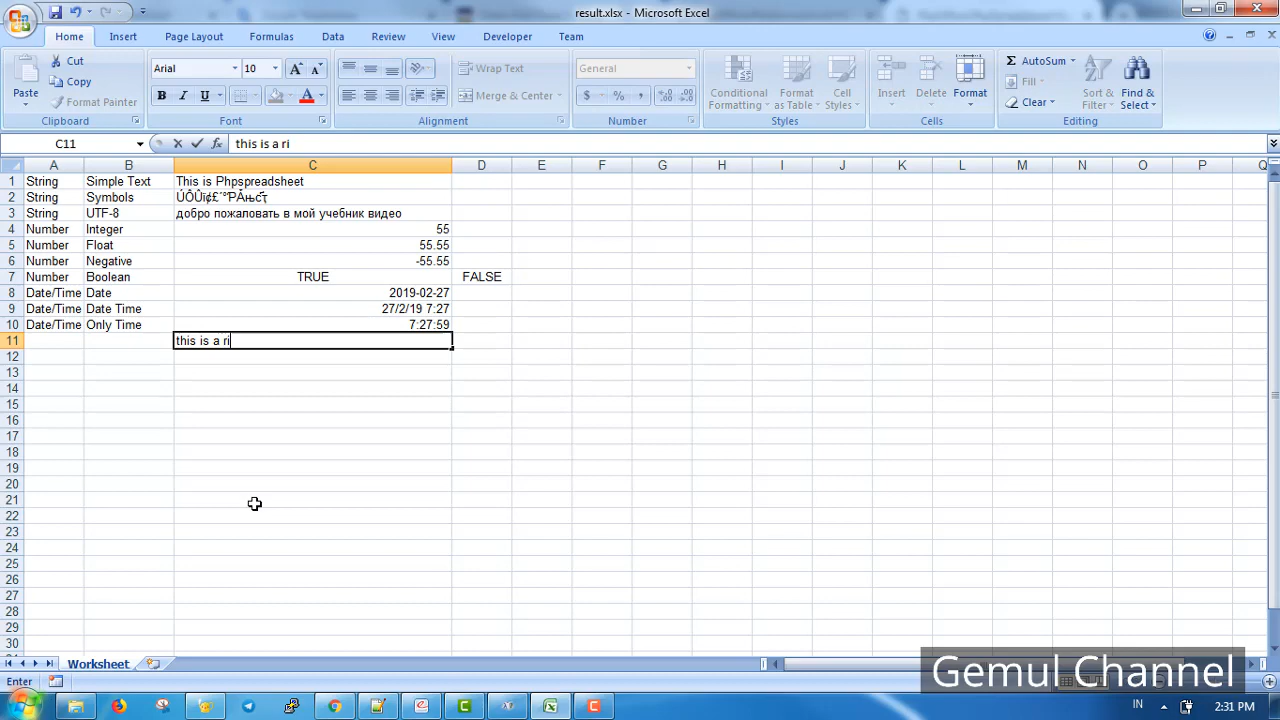 result.xlsx - Microsoft Excel
Home Insert Page Layout Formulas Data Review View Developer Team
Paste
Cut
Copy
Format Painter
Clipboard
Arial 10
Font
Wrap Text
Merge & Center
Alignment
General
Number
Conditional Formatting
Format as Table
Cell Styles
Styles
Insert Delete Format
Cells
AutoSum
Fill
Clear
Sort & Filter
Find & Select
Editing
C11 this is a ri
A B C D E F G H I J K L M N O P Q
1 String Simple Text This is Phpspreadsheet
2 String Symbols
3 String UTF-8 добро пожаловать в мой учебник видео
4 Number Integer 55
5 Number Float 55.55
6 Number Negative -55.55
7 Number Boolean TRUE FALSE
8 Date/Time Date 2019-02-27
9 Date/Time Date Time 27/2/19 7:27
10 Date/Time Only Time 7:27:59
11 this is a ri
12
13
14
15
16
17
18
19
20
21
22
23
24
25
26
27
28
29
30
Worksheet
Enter
Gemul Channel
IN 2:31 PM